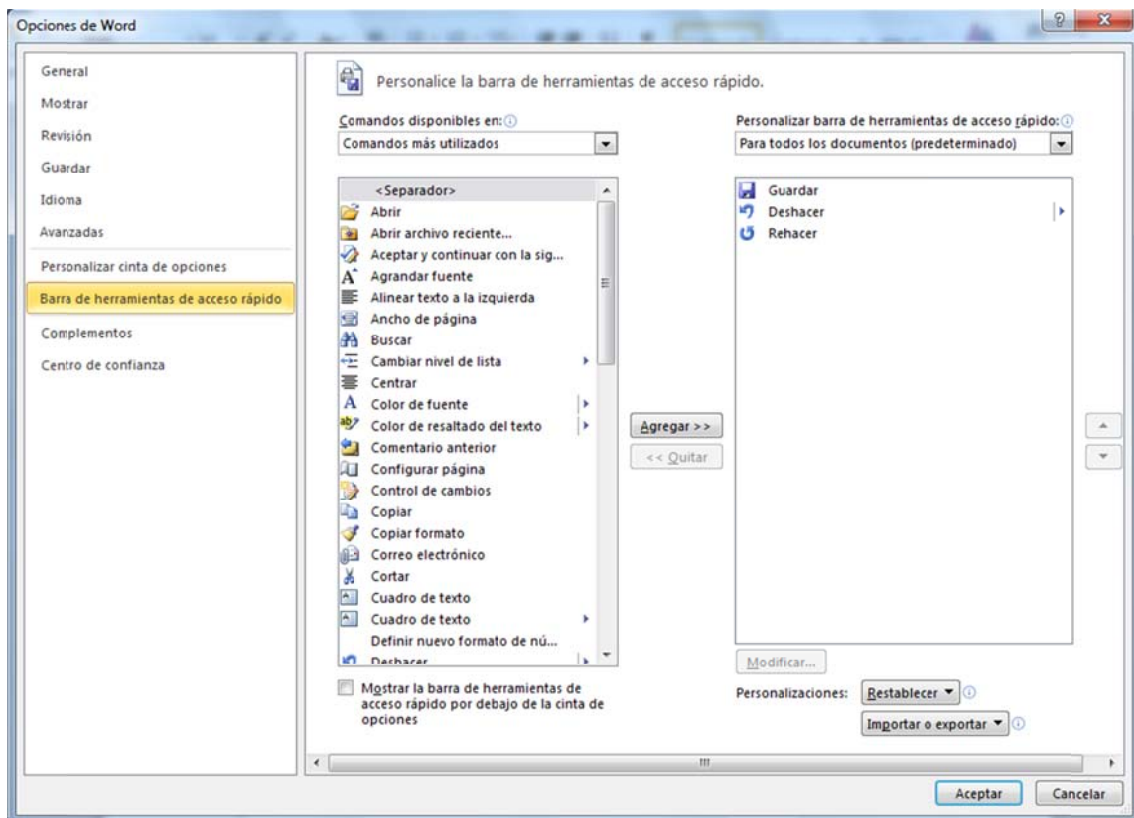 Opciones de Word
General
Mostrar
Revisión
Guardar
Idioma
Avanzadas
Personalizar cinta de opciones
Barra de herramientas de acceso rápido
Complementos
Centro de confianza
Personalice la barra de herramientas de acceso rápido.
Comandos disponibles en:
Comandos más utilizados
<Separador>
Abrir
Abrir archivo reciente...
Aceptar y continuar con la sig...
Agrandar fuente
Alinear texto a la izquierda
Ancho de página
Buscar
Cambiar nivel de lista
Centrar
Color de fuente
Color de resaltado del texto
Comentario anterior
Configurar página
Control de cambios
Copiar
Copiar formato
Correo electrónico
Cortar
Cuadro de texto
Cuadro de texto
Definir nuevo formato de nú...
Deshacer
Mostrar la barra de herramientas de
acceso rápido por debajo de la cinta de
opciones
Agregar >>
<< Quitar
Personalizar barra de herramientas de acceso rápido:
Para todos los documentos (predeterminado)
Guardar
Deshacer
Rehacer
Modificar...
Personalizaciones:
Restablecer
Importar o exportar
Aceptar
Cancelar